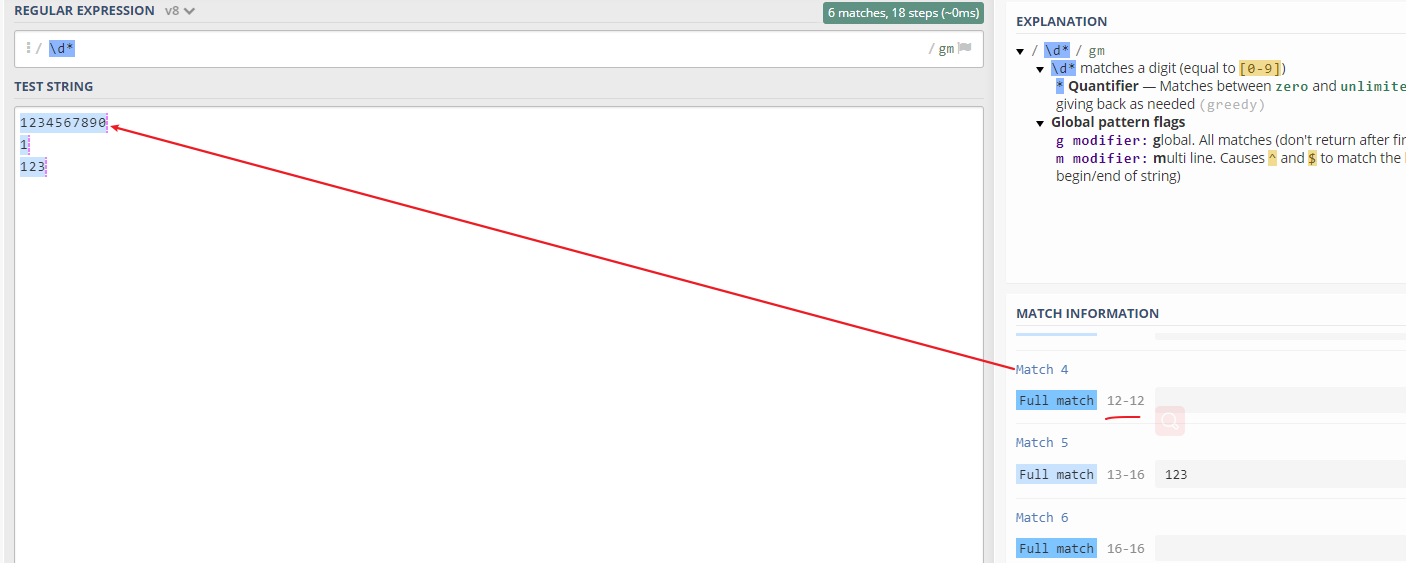 REGULAR EXPRESSION v8
6 matches, 18 steps (~0ms)
/ \d* / gm
TEST STRING
1234567890
1
123
EXPLANATION
/ \d* / gm
\d* matches a digit (equal to [0-9])
* Quantifier — Matches between zero and unlimite
giving back as needed (greedy)
Global pattern flags
g modifier: global. All matches (don't return after fir
m modifier: multi line. Causes ^ and $ to match the
begin/end of string)
MATCH INFORMATION
Match 4
Full match 12-12
Match 5
Full match 13-16 123
Match 6
Full match 16-16